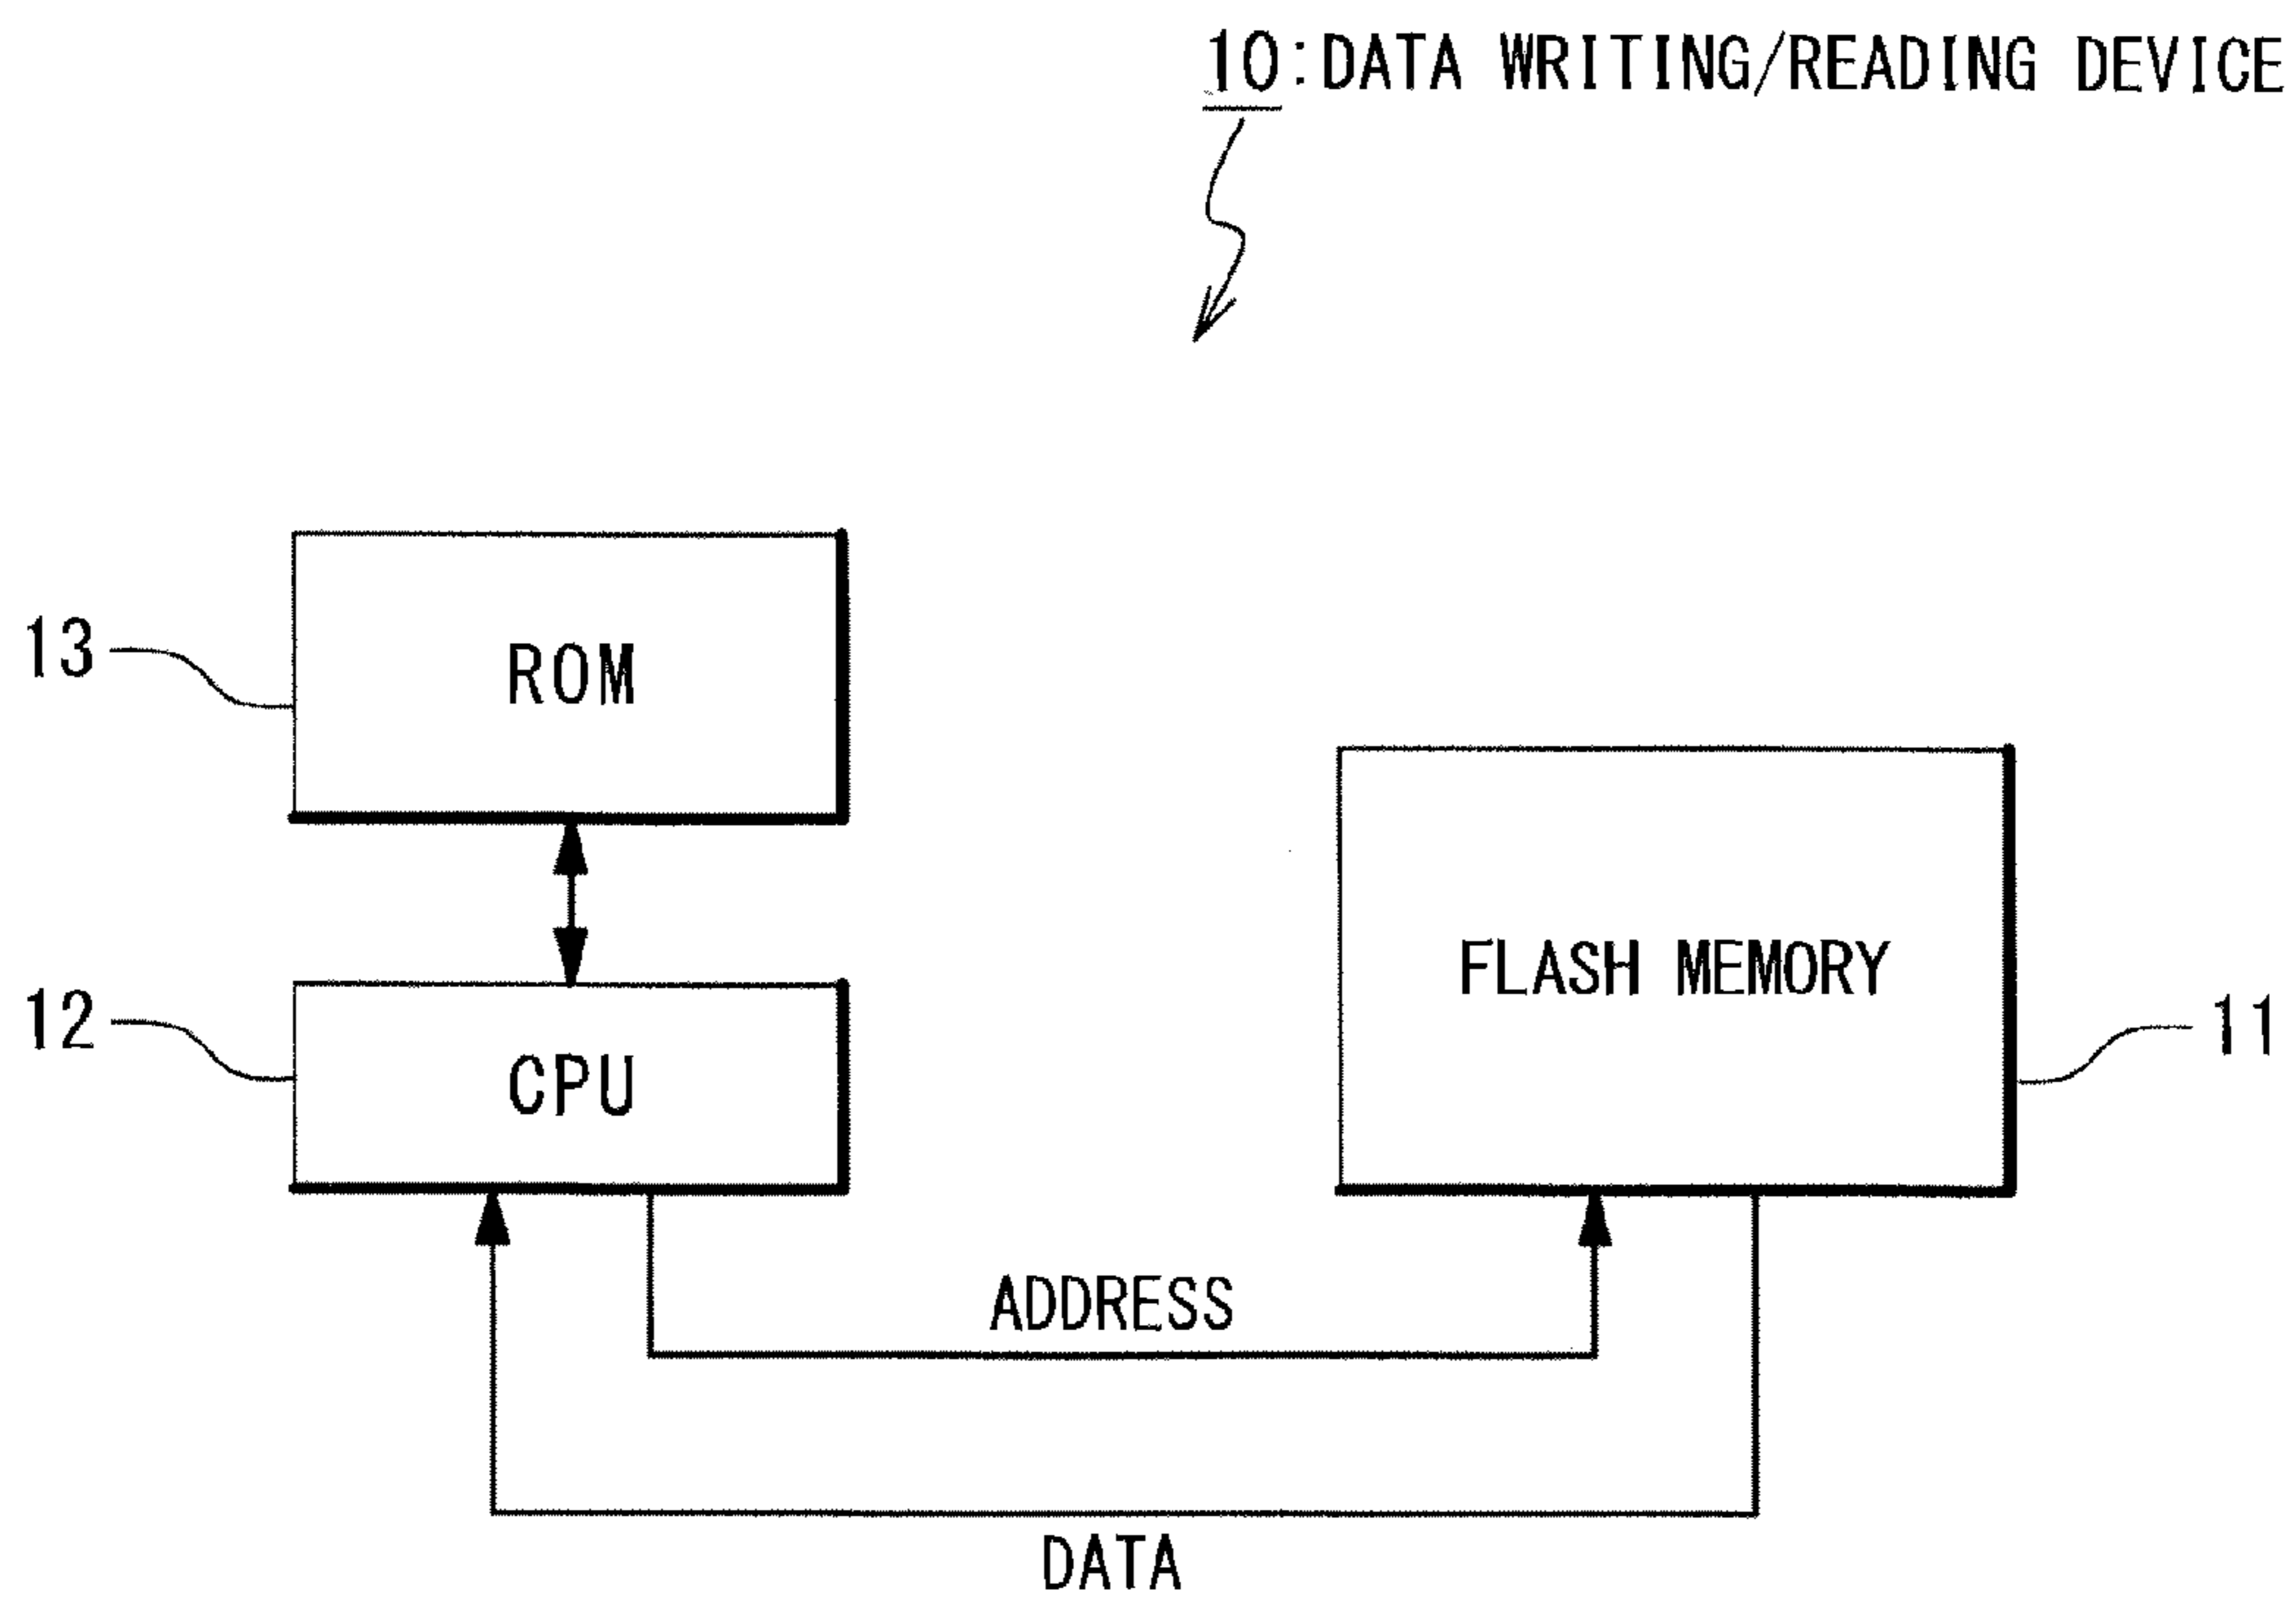 10:DATA WRITING/READING DEVICE
13
ROM
12
CPU
FLASH MEMORY
11
ADDRESS
DATA